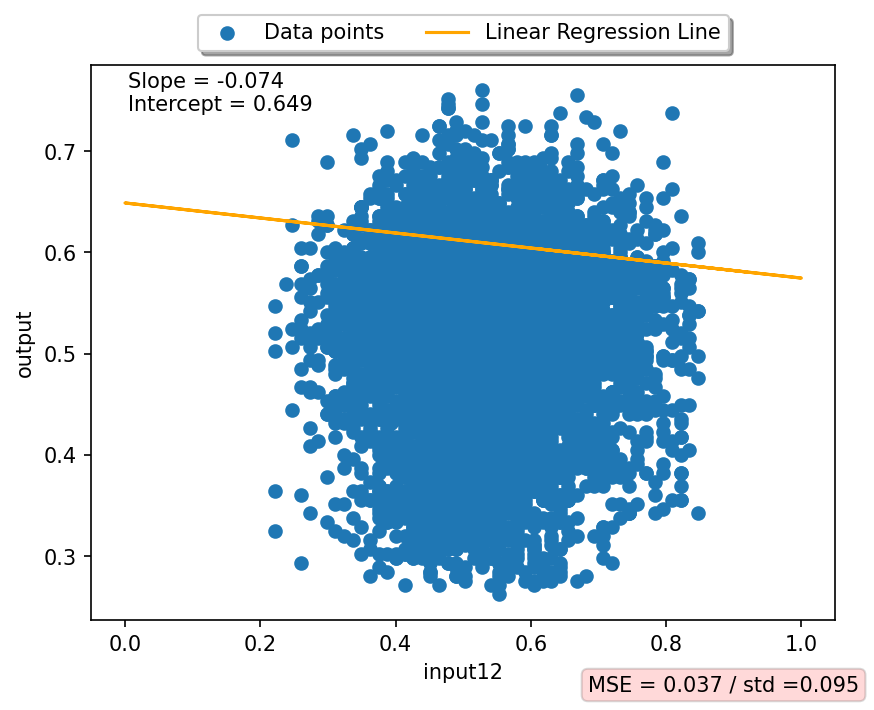 Data points
Linear Regression Line
Slope = -0.074
Intercept = 0.649
output
0.7
0.6
0.5
0.4
0.3
0.0
0.2
0.4
0.6
0.8
1.0
input12
MSE = 0.037 / std =0.095